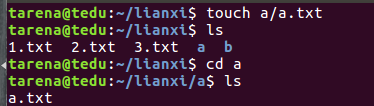 tarena@tedu:~/lianxi$ touch a/a.txt
tarena@tedu:~/lianxi$ ls
1.txt  2.txt  3.txt  a  b
tarena@tedu:~/lianxi$ cd a
tarena@tedu:~/lianxi/a$ ls
a.txt